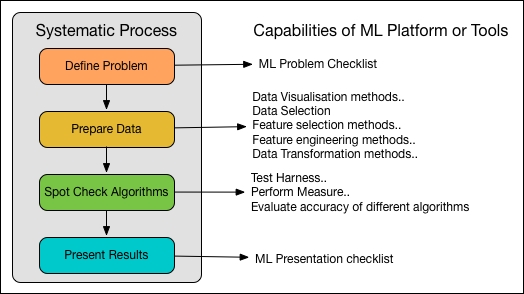 Systematic Process
Capabilities of ML Platform or Tools
Define Problem
ML Problem Checklist
Prepare Data
Data Visualisation methods..
Data Selection
Feature selection methods..
Feature engineering methods..
Data Transformation methods..
Spot Check Algorithms
Test Harness..
Perform Measure..
Evaluate accuracy of different algorithms
Present Results
ML Presentation checklist